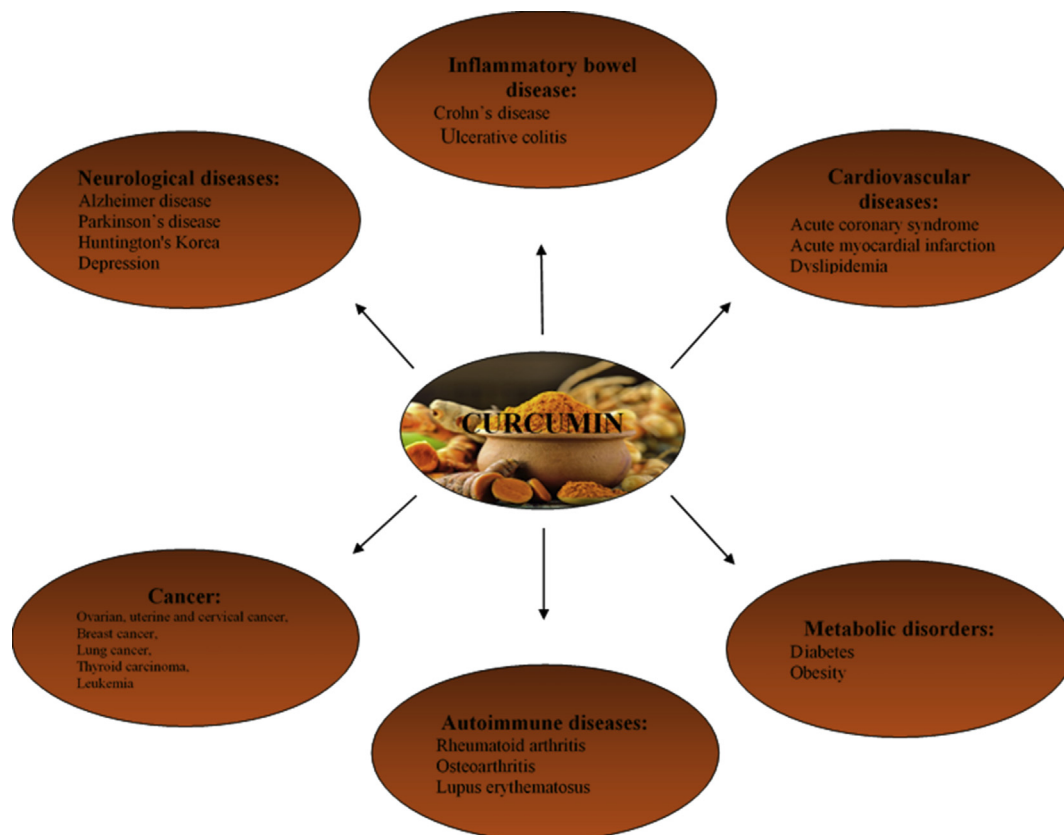 Inflammatory bowel
disease:
Crohn`s disease
Ulcerative colitis
Neurological diseases:
Alzheimer disease
Parkinson`s disease
Huntington's Korea
Depression
Cardiovascular
diseases:
Acute coronary syndrome
Acute myocardial infarction
Dyslipidemia
CURCUMIN
Cancer:
Ovarian, uterine and cervical cancer,
Breast cancer,
Lung cancer,
Thyroid carcinoma,
Leukemia
Metabolic disorders:
Diabetes
Obesity
Autoimmune diseases:
Rheumatoid arthritis
Osteoarthritis
Lupus erythematosus